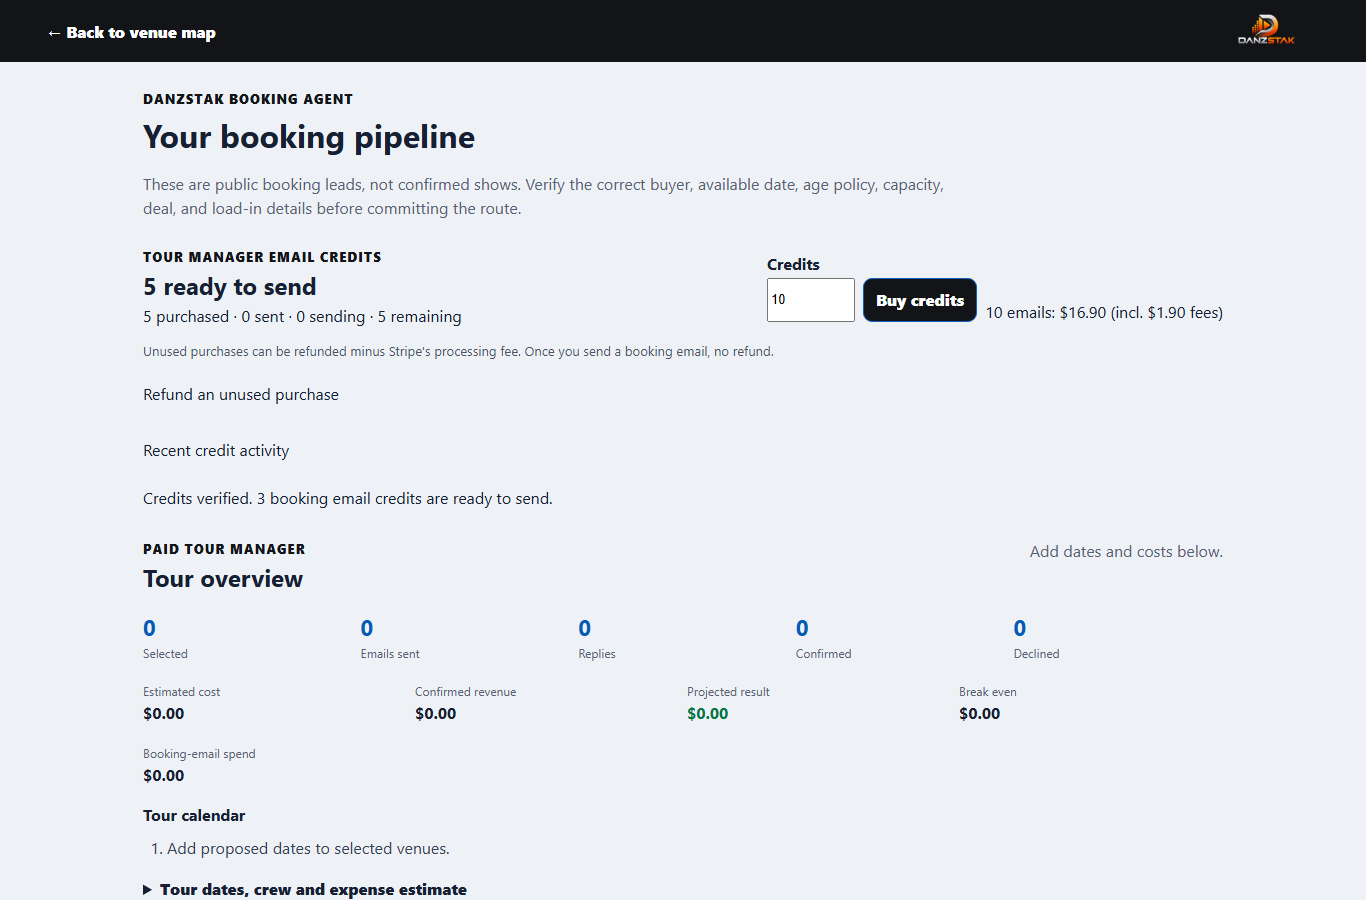 ← Back to venue map
DANZSTAK
DANZSTAK BOOKING AGENT
Your booking pipeline
These are public booking leads, not confirmed shows. Verify the correct buyer, available date, age policy, capacity,
deal, and load-in details before committing the route.
TOUR MANAGER EMAIL CREDITS
5 ready to send
5 purchased · 0 sent · 0 sending · 5 remaining
Credits
10
Buy credits
10 emails: $16.90 (incl. $1.90 fees)
Unused purchases can be refunded minus Stripe's processing fee. Once you send a booking email, no refund.
Refund an unused purchase
Recent credit activity
Credits verified. 3 booking email credits are ready to send.
PAID TOUR MANAGER
Tour overview
Add dates and costs below.
0
Selected
0
Emails sent
0
Replies
0
Confirmed
0
Declined
Estimated cost
$0.00
Confirmed revenue
$0.00
Projected result
$0.00
Break even
$0.00
Booking-email spend
$0.00
Tour calendar
1. Add proposed dates to selected venues.
Tour dates, crew and expense estimate